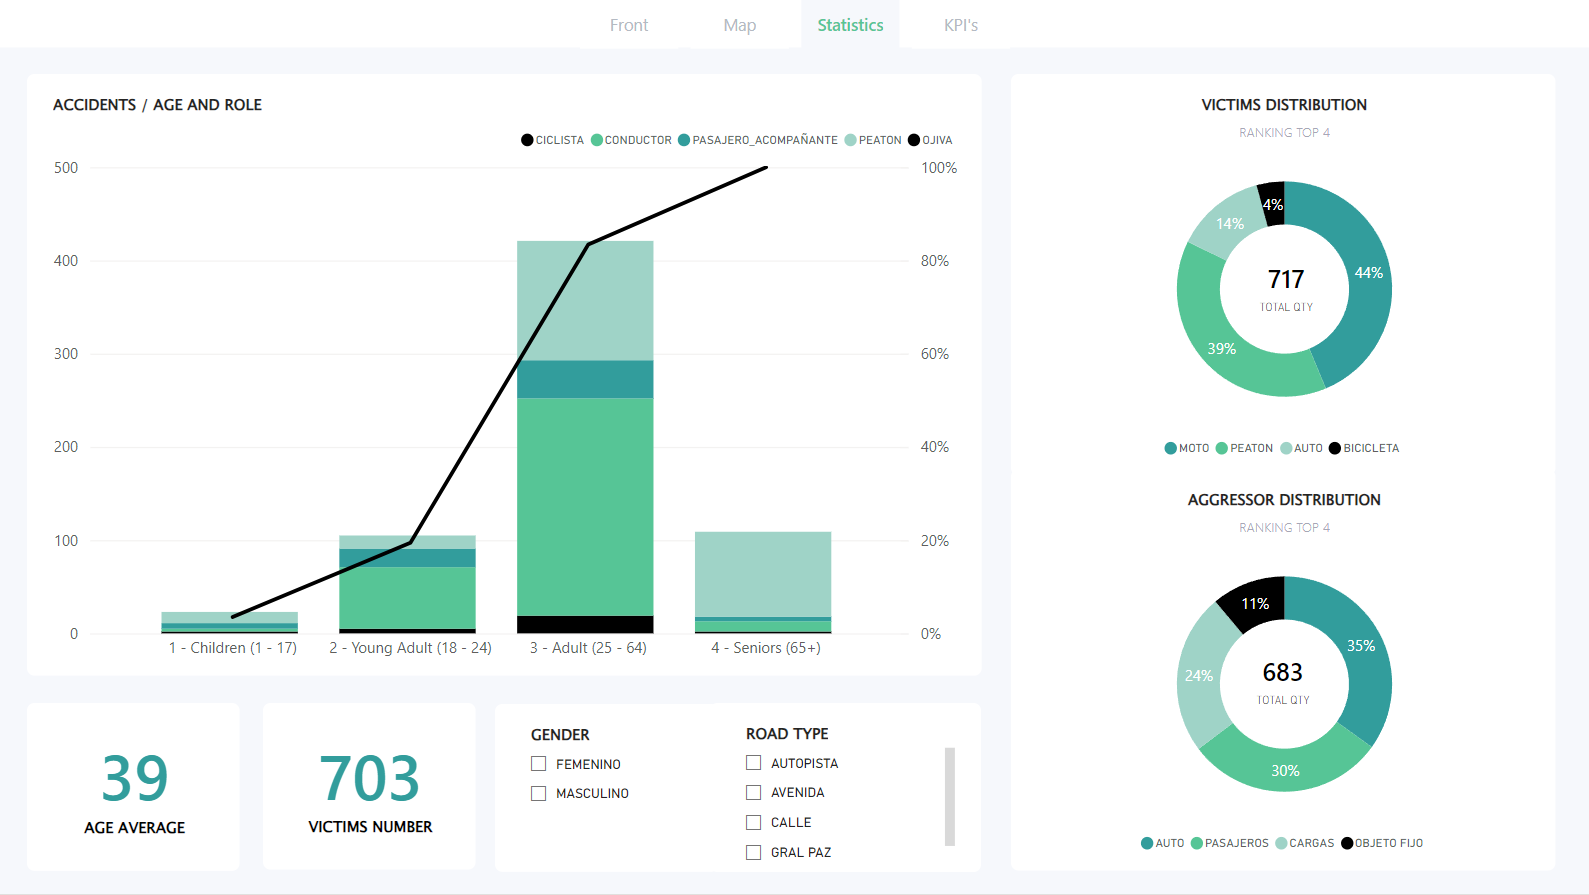 Front Map Statistics KPI's
ACCIDENTS / AGE AND ROLE
CICLISTA CONDUCTOR PASAJERO_ACOMPAÑANTE PEATON OJIVA
500 100%
400 80%
300 60%
200 40%
100 20%
0 0%
1 - Children (1 - 17) 2 - Young Adult (18 - 24) 3 - Adult (25 - 64) 4 - Seniors (65+)
39
AGE AVERAGE
703
VICTIMS NUMBER
GENDER
FEMENINO
MASCULINO
ROAD TYPE
AUTOPISTA
AVENIDA
CALLE
GRAL PAZ
VICTIMS DISTRIBUTION
RANKING TOP 4
4%
14%
44%
39%
717
TOTAL QTY
MOTO PEATON AUTO BICICLETA
AGGRESSOR DISTRIBUTION
RANKING TOP 4
11%
35%
24%
30%
683
TOTAL QTY
AUTO PASAJEROS CARGAS OBJETO FIJO